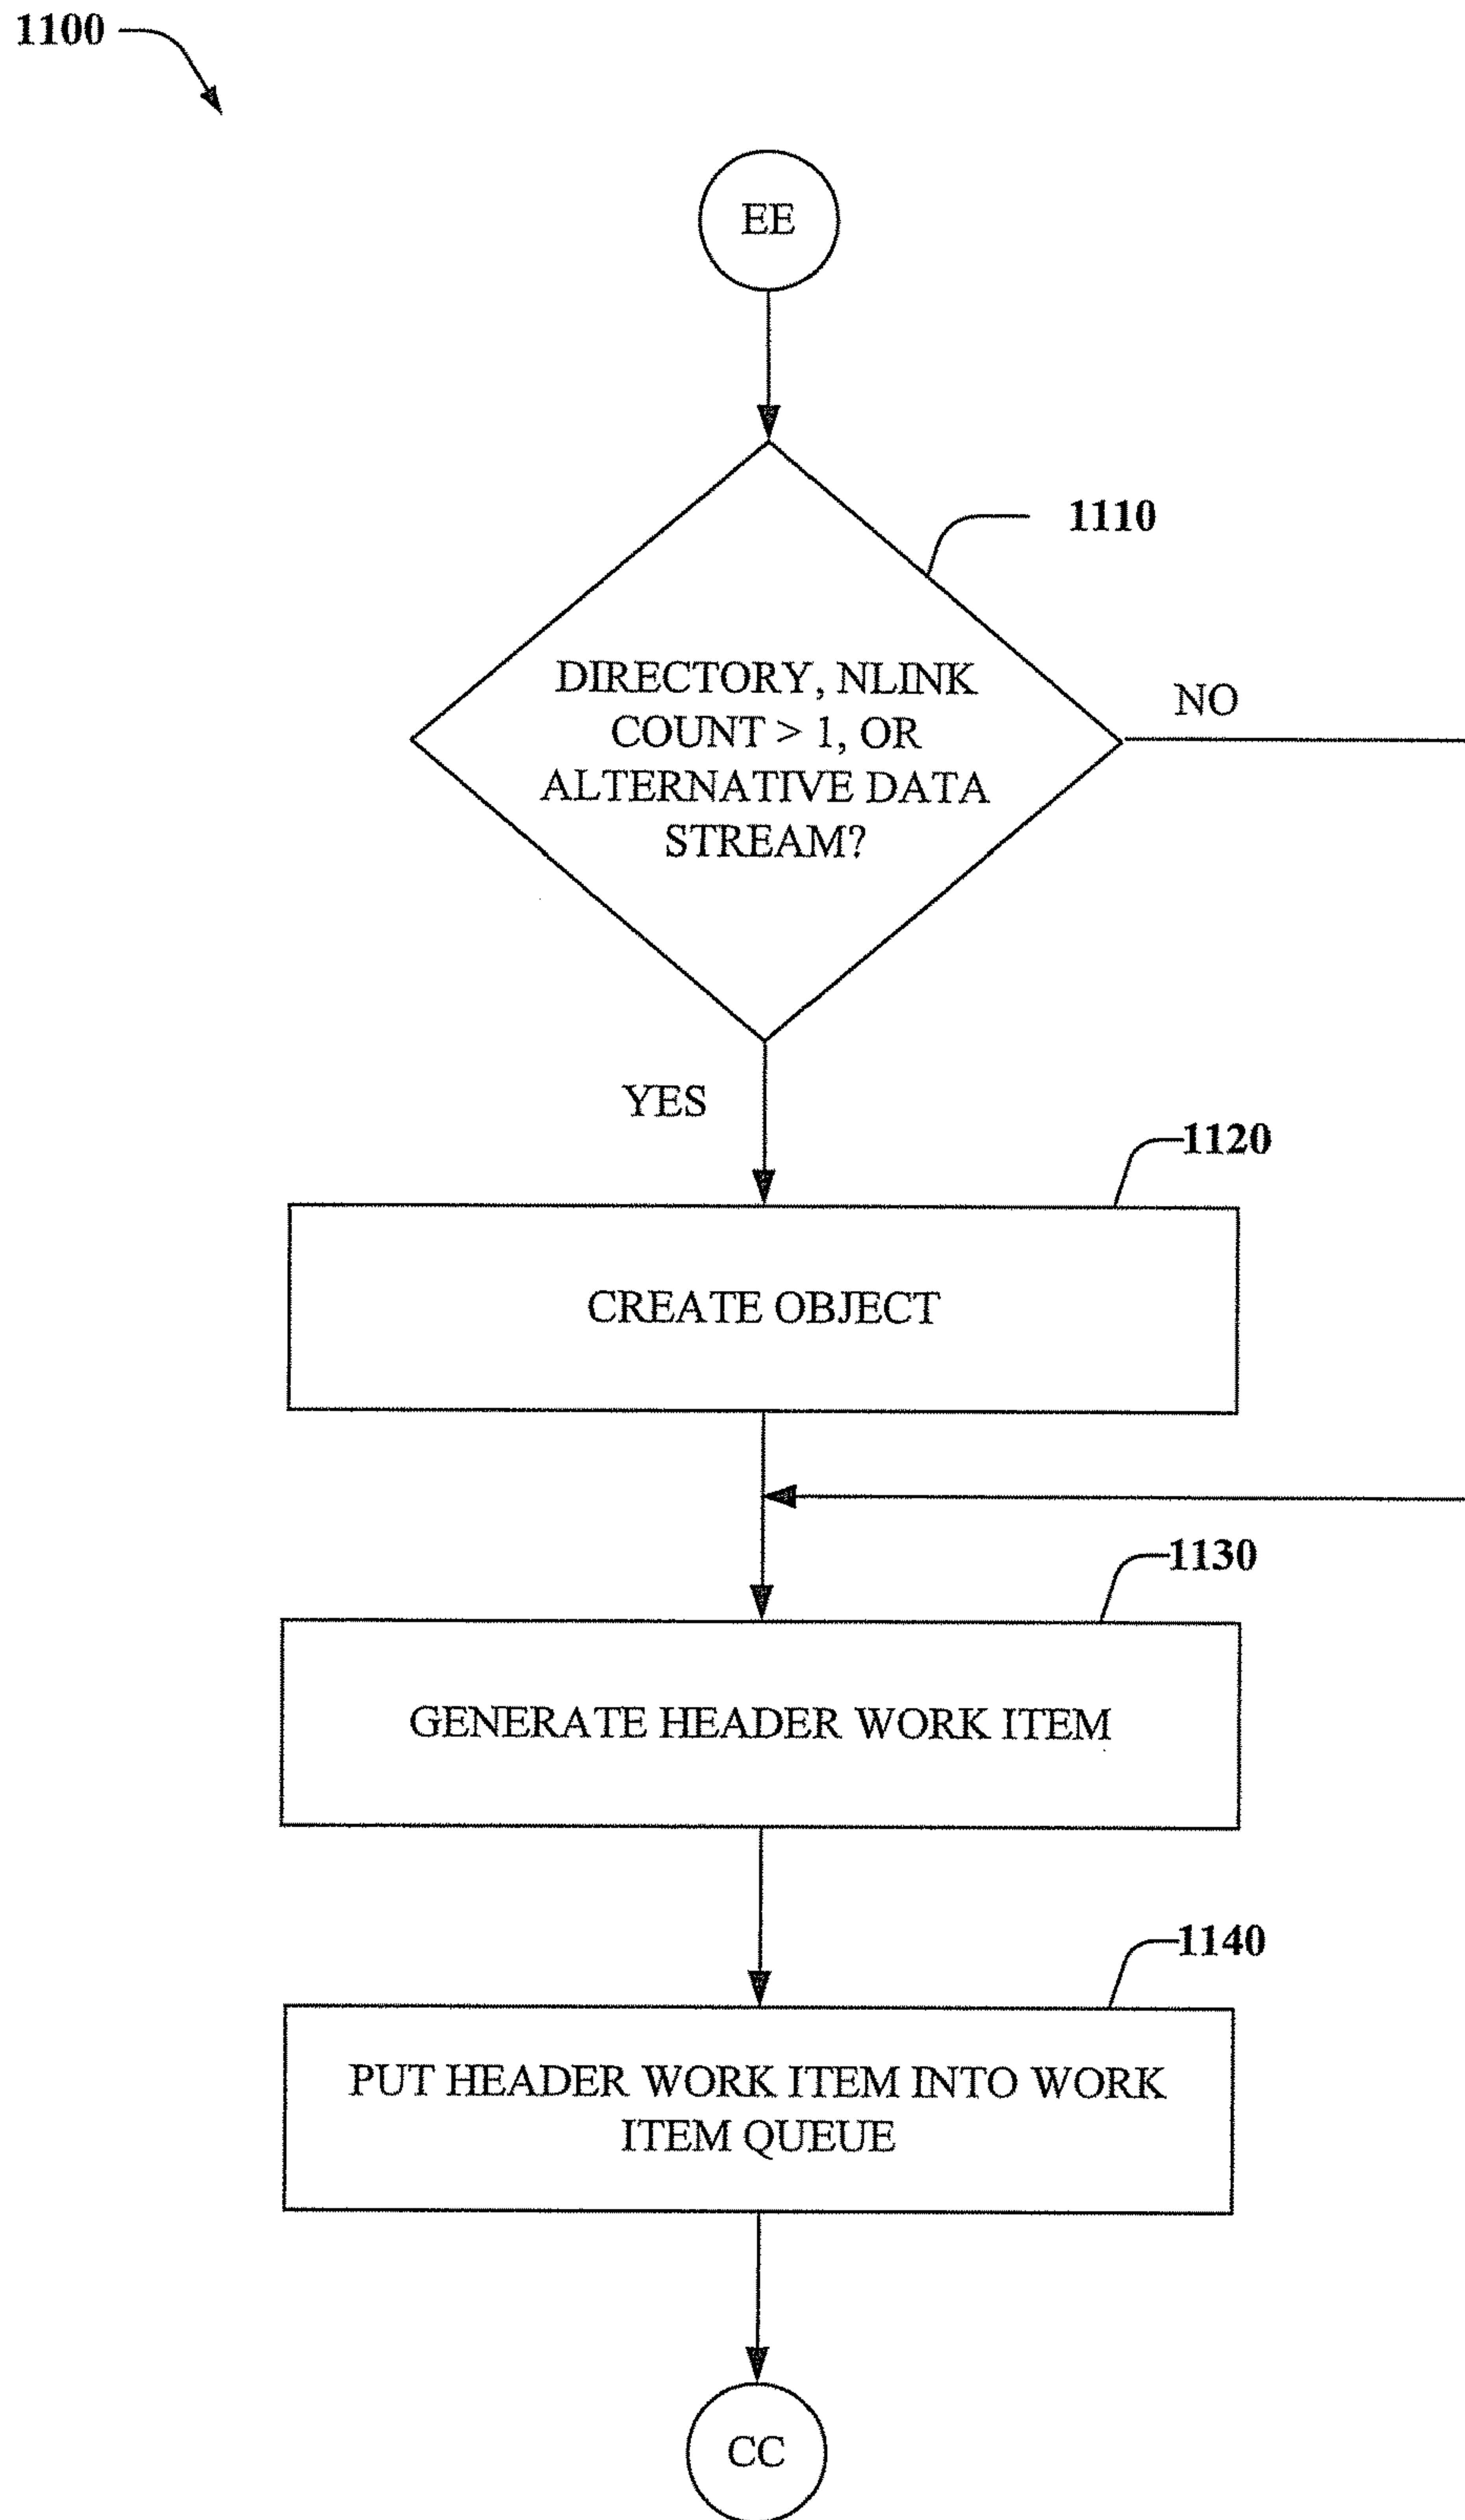 1100
EE
1110
DIRECTORY, NLINK
COUNT > 1, OR
ALTERNATIVE DATA
STREAM?
NO
YES
1120
CREATE OBJECT
1130
GENERATE HEADER WORK ITEM
1140
PUT HEADER WORK ITEM INTO WORK
ITEM QUEUE
CC